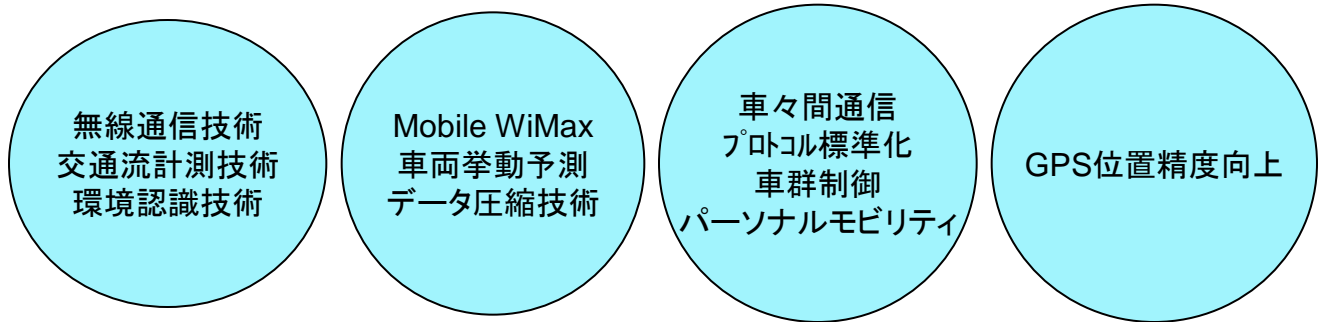 無線通信技術
交通流計測技術
環境認識技術
Mobile WiMax
車両挙動予測
データ圧縮技術
車々間通信
プロトコル標準化
車群制御
パーソナルモビリティ
GPS位置精度向上